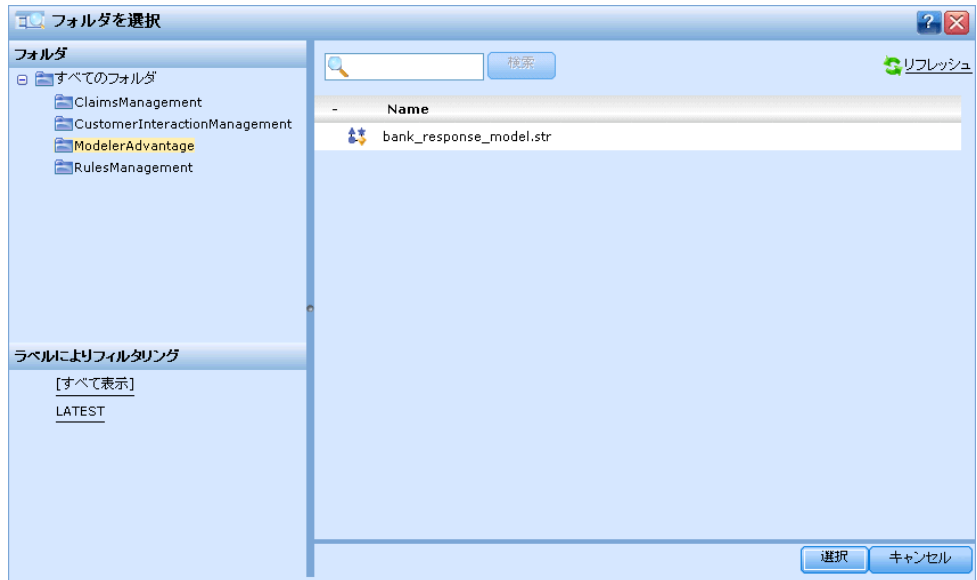 フォルダを選択
?
フォルダ
すべてのフォルダ
ClaimsManagement
CustomerInteractionManagement
ModelerAdvantage
RulesManagement
ラベルによりフィルタリング
[すべて表示]
LATEST
検索
リフレッシュ
- Name
bank_response_model.str
選択 キャンセル